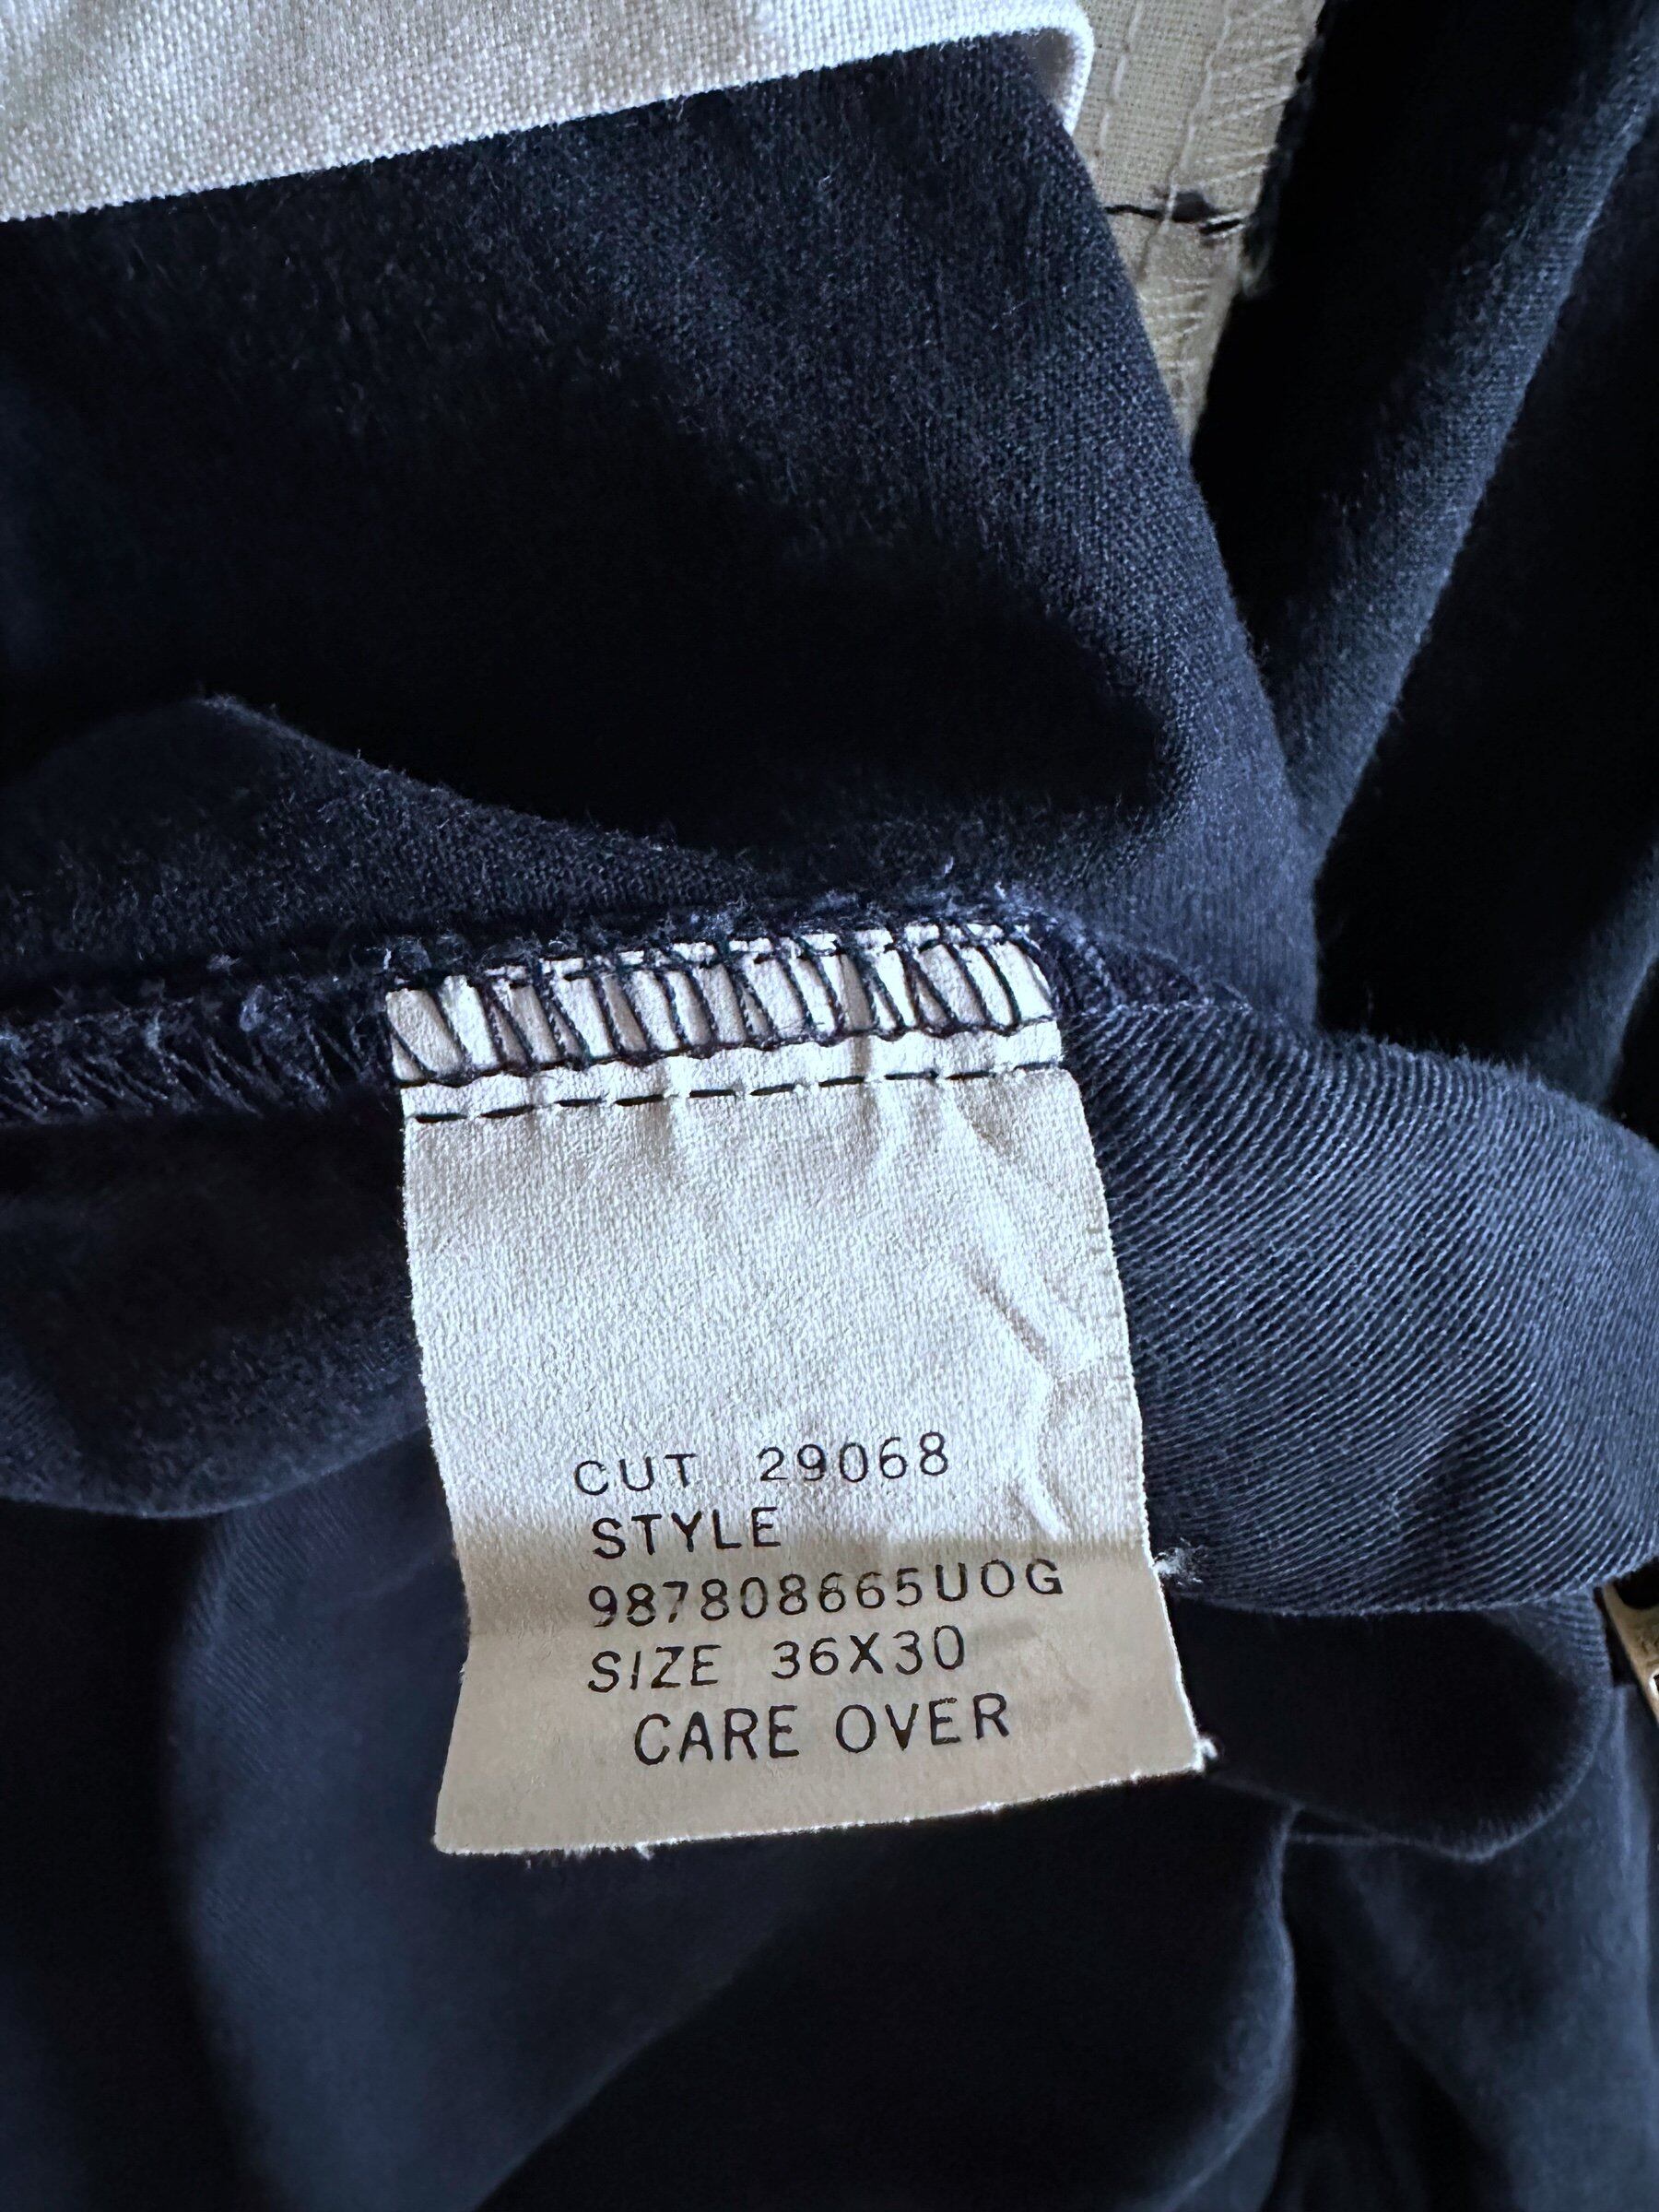 CUT 29068
STYLE
987808665UOG
SIZE 36X30
CARE OVER